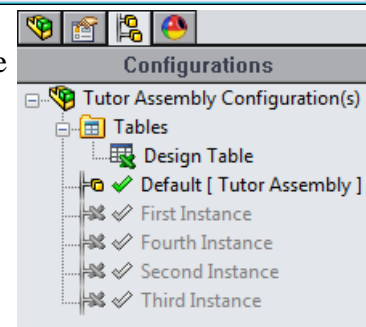 e
Configurations
Tutor Assembly Configuration(s)
Tables
Design Table
Default [ Tutor Assembly ]
First Instance
Fourth Instance
Second Instance
Third Instance